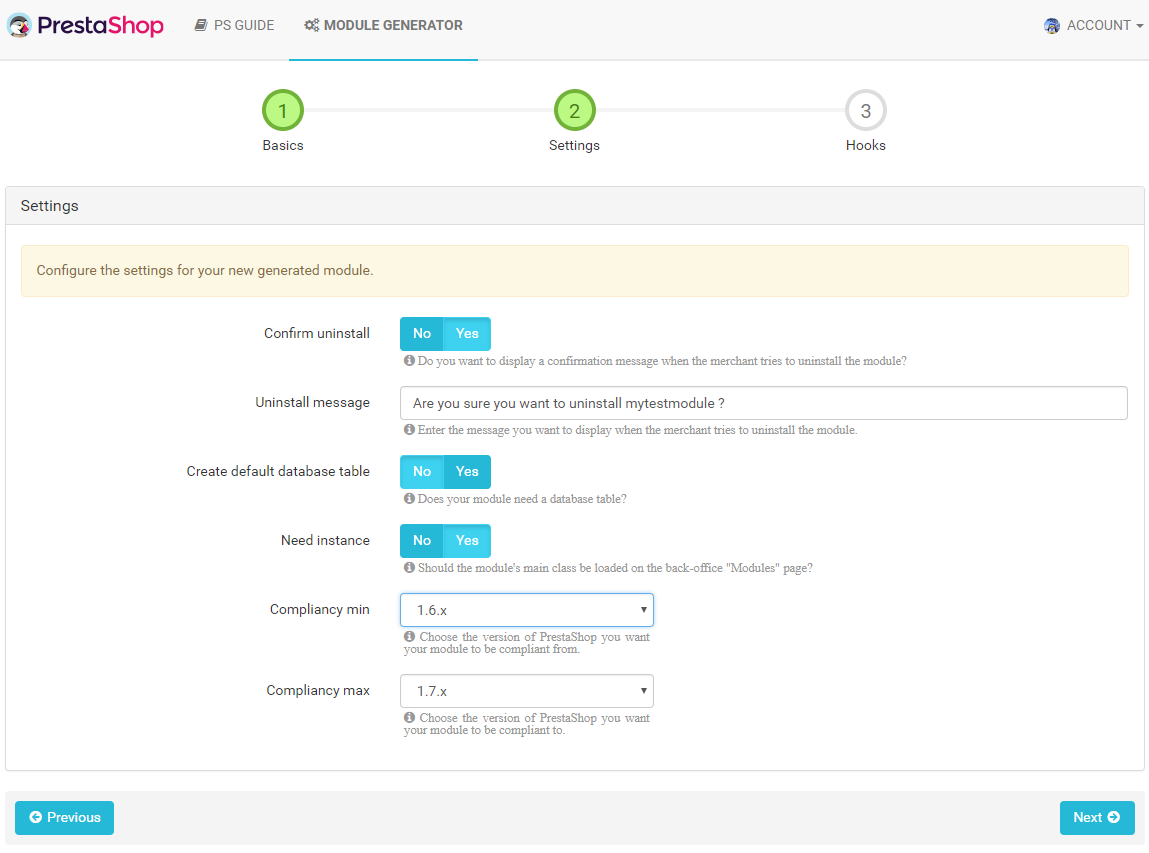 PrestaShop PS GUIDE MODULE GENERATOR ACCOUNT
1 2 3
Basics Settings Hooks
Settings
Configure the settings for your new generated module.
Confirm uninstall No Yes
Do you want to display a confirmation message when the merchant tries to uninstall the module?
Uninstall message Are you sure you want to uninstall mytestmodule ?
Enter the message you want to display when the merchant tries to uninstall the module.
Create default database table No Yes
Does your module need a database table?
Need instance No Yes
Should the module's main class be loaded on the back-office "Modules" page?
Compliancy min 1.6.x
Choose the version of PrestaShop you want
your module to be compliant from.
Compliancy max 1.7.x
Choose the version of PrestaShop you want
your module to be compliant to.
Previous Next